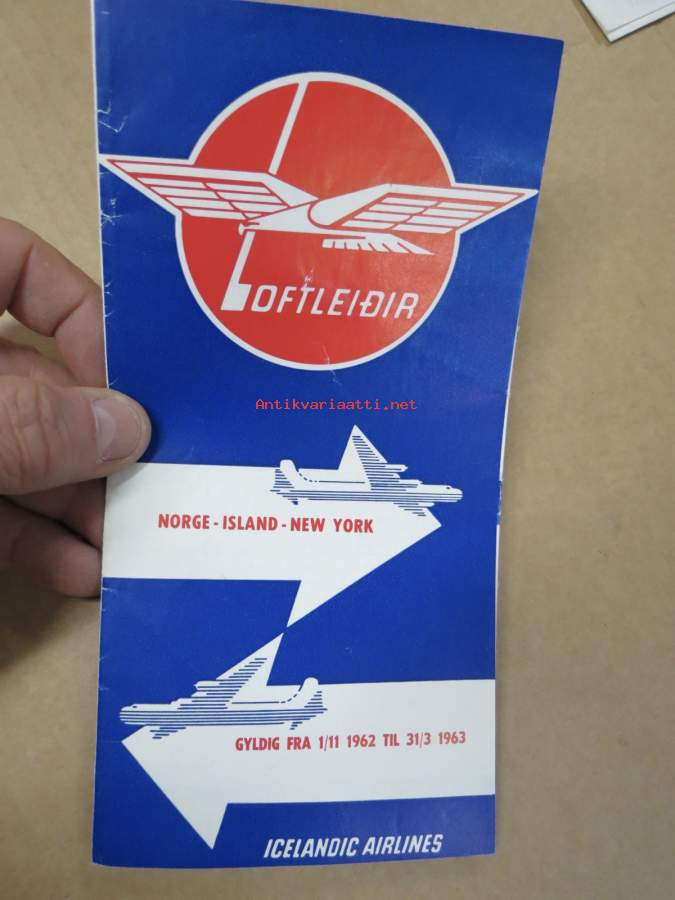 LOFTLEIÐIR
Antikvariaatti.net
NORGE - ISLAND - NEW YORK
GYLDIG FRA 1/11 1962 TIL 31/3 1963
ICELANDIC AIRLINES